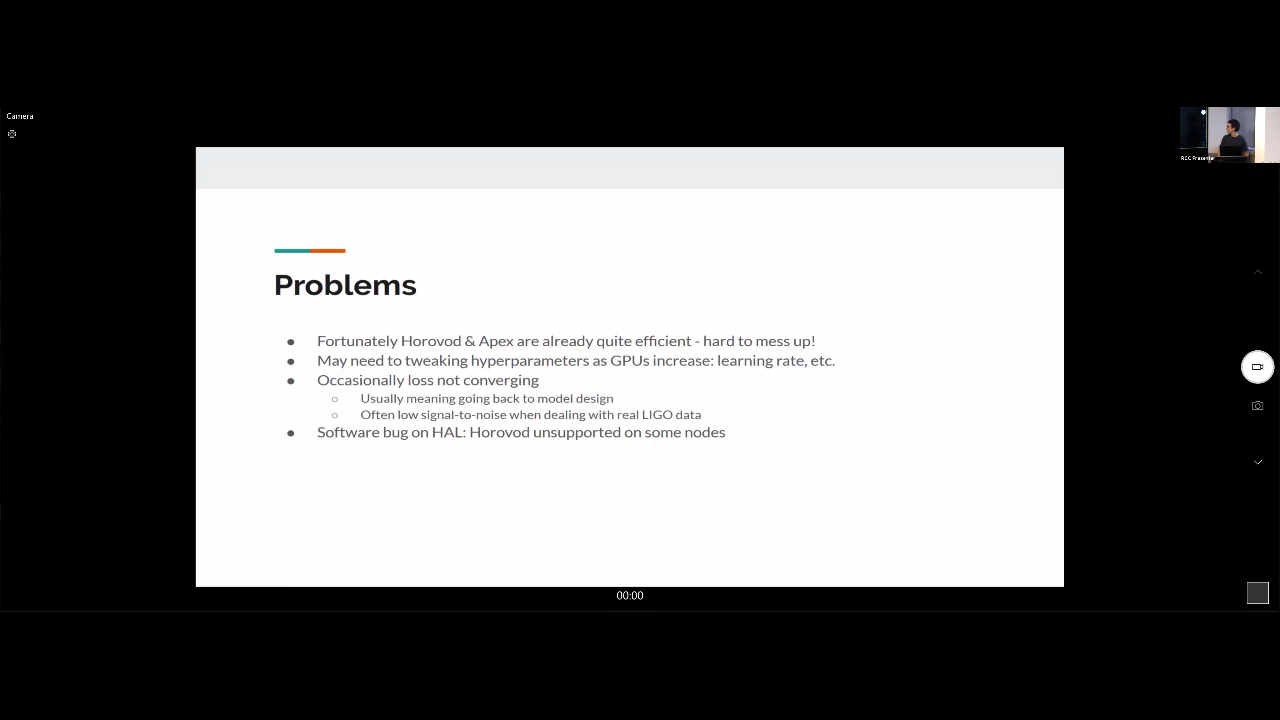 Camera
RCC Presenter
Problems
● Fortunately Horovod & Apex are already quite efficient - hard to mess up!
● May need to tweaking hyperparameters as GPUs increase: learning rate, etc.
● Occasionally loss not converging
○ Usually meaning going back to model design
○ Often low signal-to-noise when dealing with real LIGO data
● Software bug on HAL: Horovod unsupported on some nodes
00:00